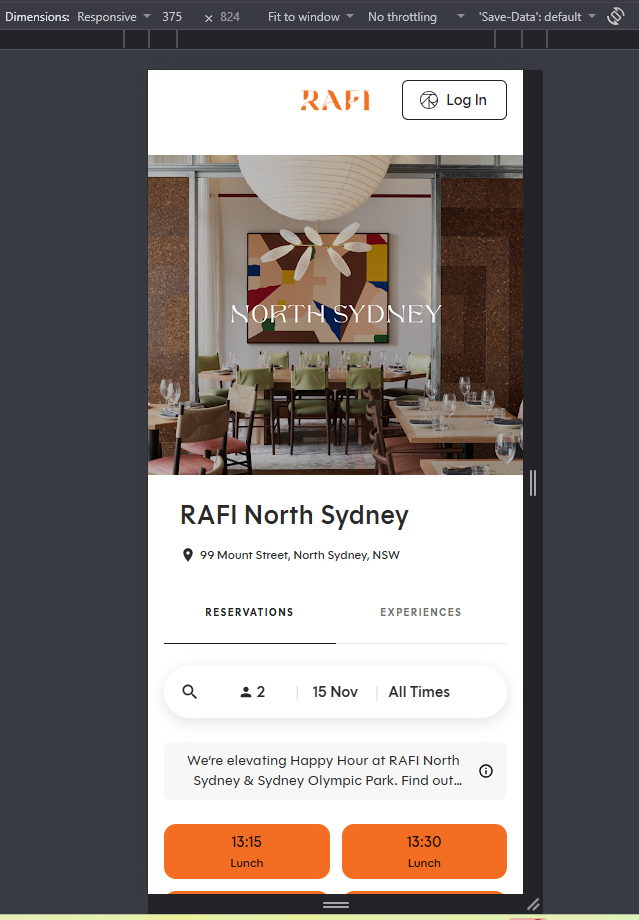 Dimensions: Responsive 375 × 824 Fit to window No throttling 'Save-Data': default
RAFI Log In
NORTH SYDNEY
RAFI North Sydney
99 Mount Street, North Sydney, NSW
RESERVATIONS EXPERIENCES
2 15 Nov All Times
We're elevating Happy Hour at RAFI North
Sydney & Sydney Olympic Park. Find out...
13:15 13:30
Lunch Lunch